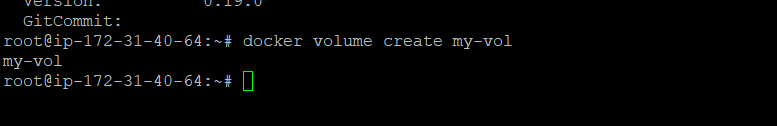 Version: 0.19.0
GitCommit:
root@ip-172-31-40-64:~# docker volume create my-vol
my-vol
root@ip-172-31-40-64:~#